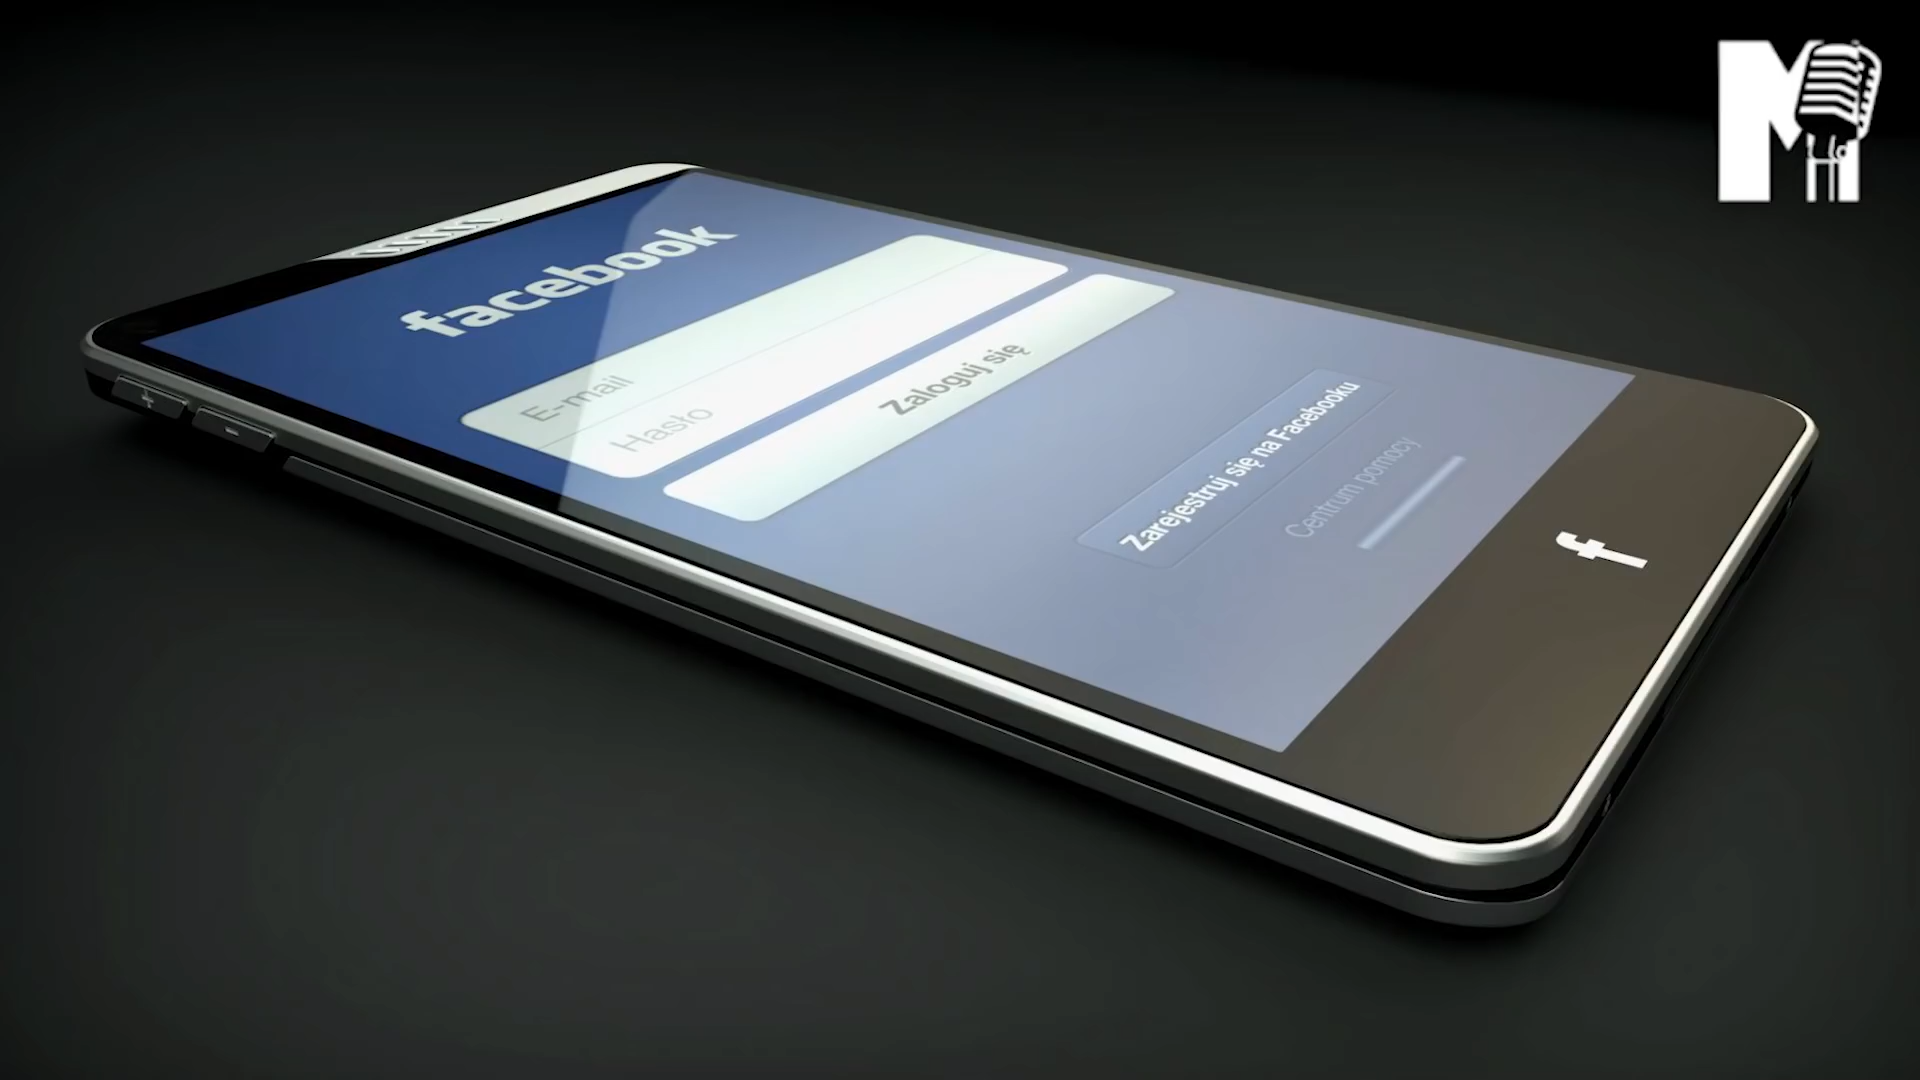 facebook
E-mail
Hasło
Zaloguj się
Zarejestruj się na Facebooku
Centrum pomocy
f
M